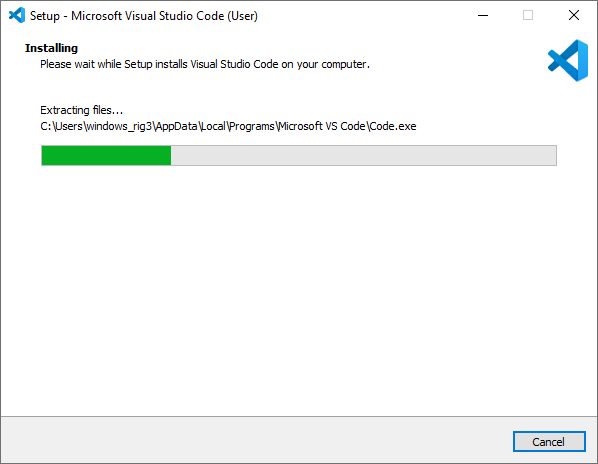 Setup - Microsoft Visual Studio Code (User)
Installing
Please wait while Setup installs Visual Studio Code on your computer.
Extracting files...
C:\Users\windows_rig3\AppData\Local\Programs\Microsoft VS Code\Code.exe
Cancel